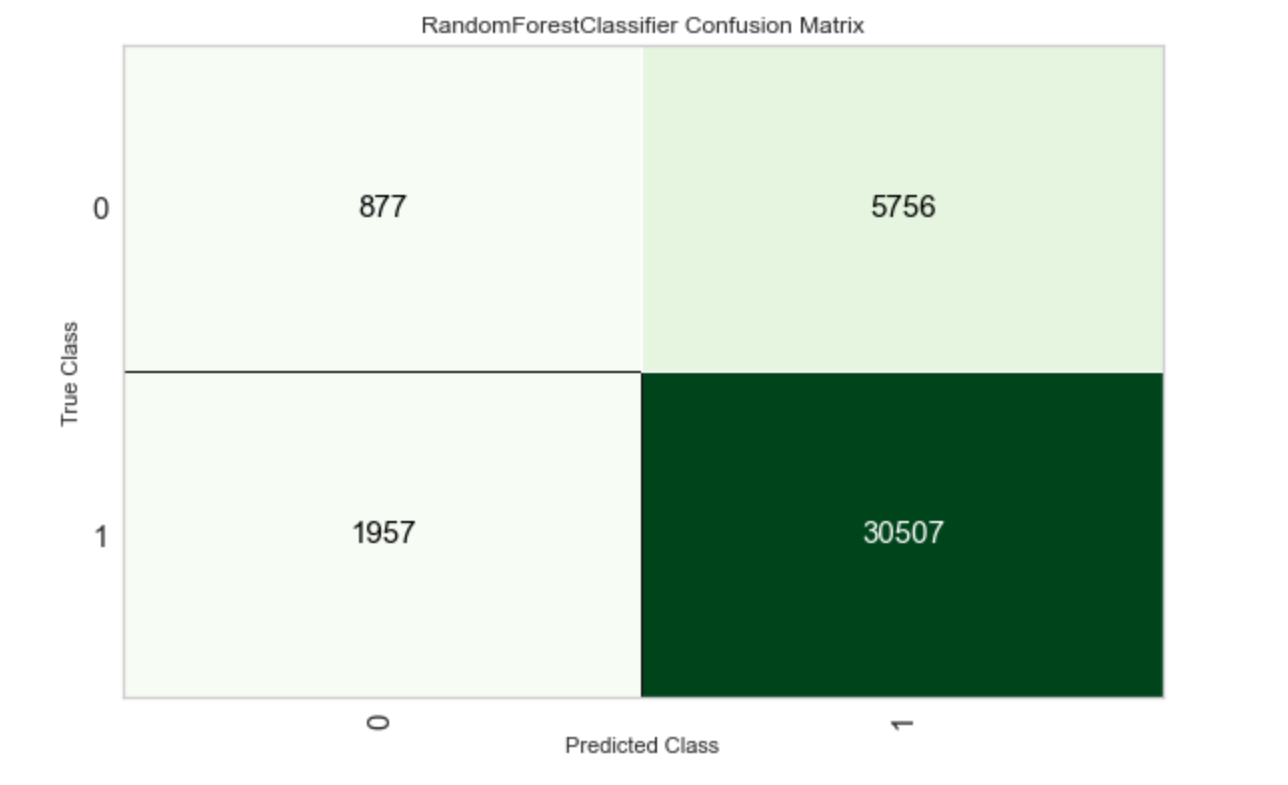 RandomForestClassifier Confusion Matrix
0
877
5756
True Class
1
1957
30507
0
1
Predicted Class